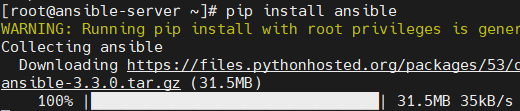 [root@ansible-server ~]# pip install ansible
WARNING: Running pip install with root privileges is gener
Collecting ansible
Downloading https://files.pythonhosted.org/packages/53/
ansible-3.3.0.tar.gz (31.5MB)
100% | | 31.5MB 35kB/s